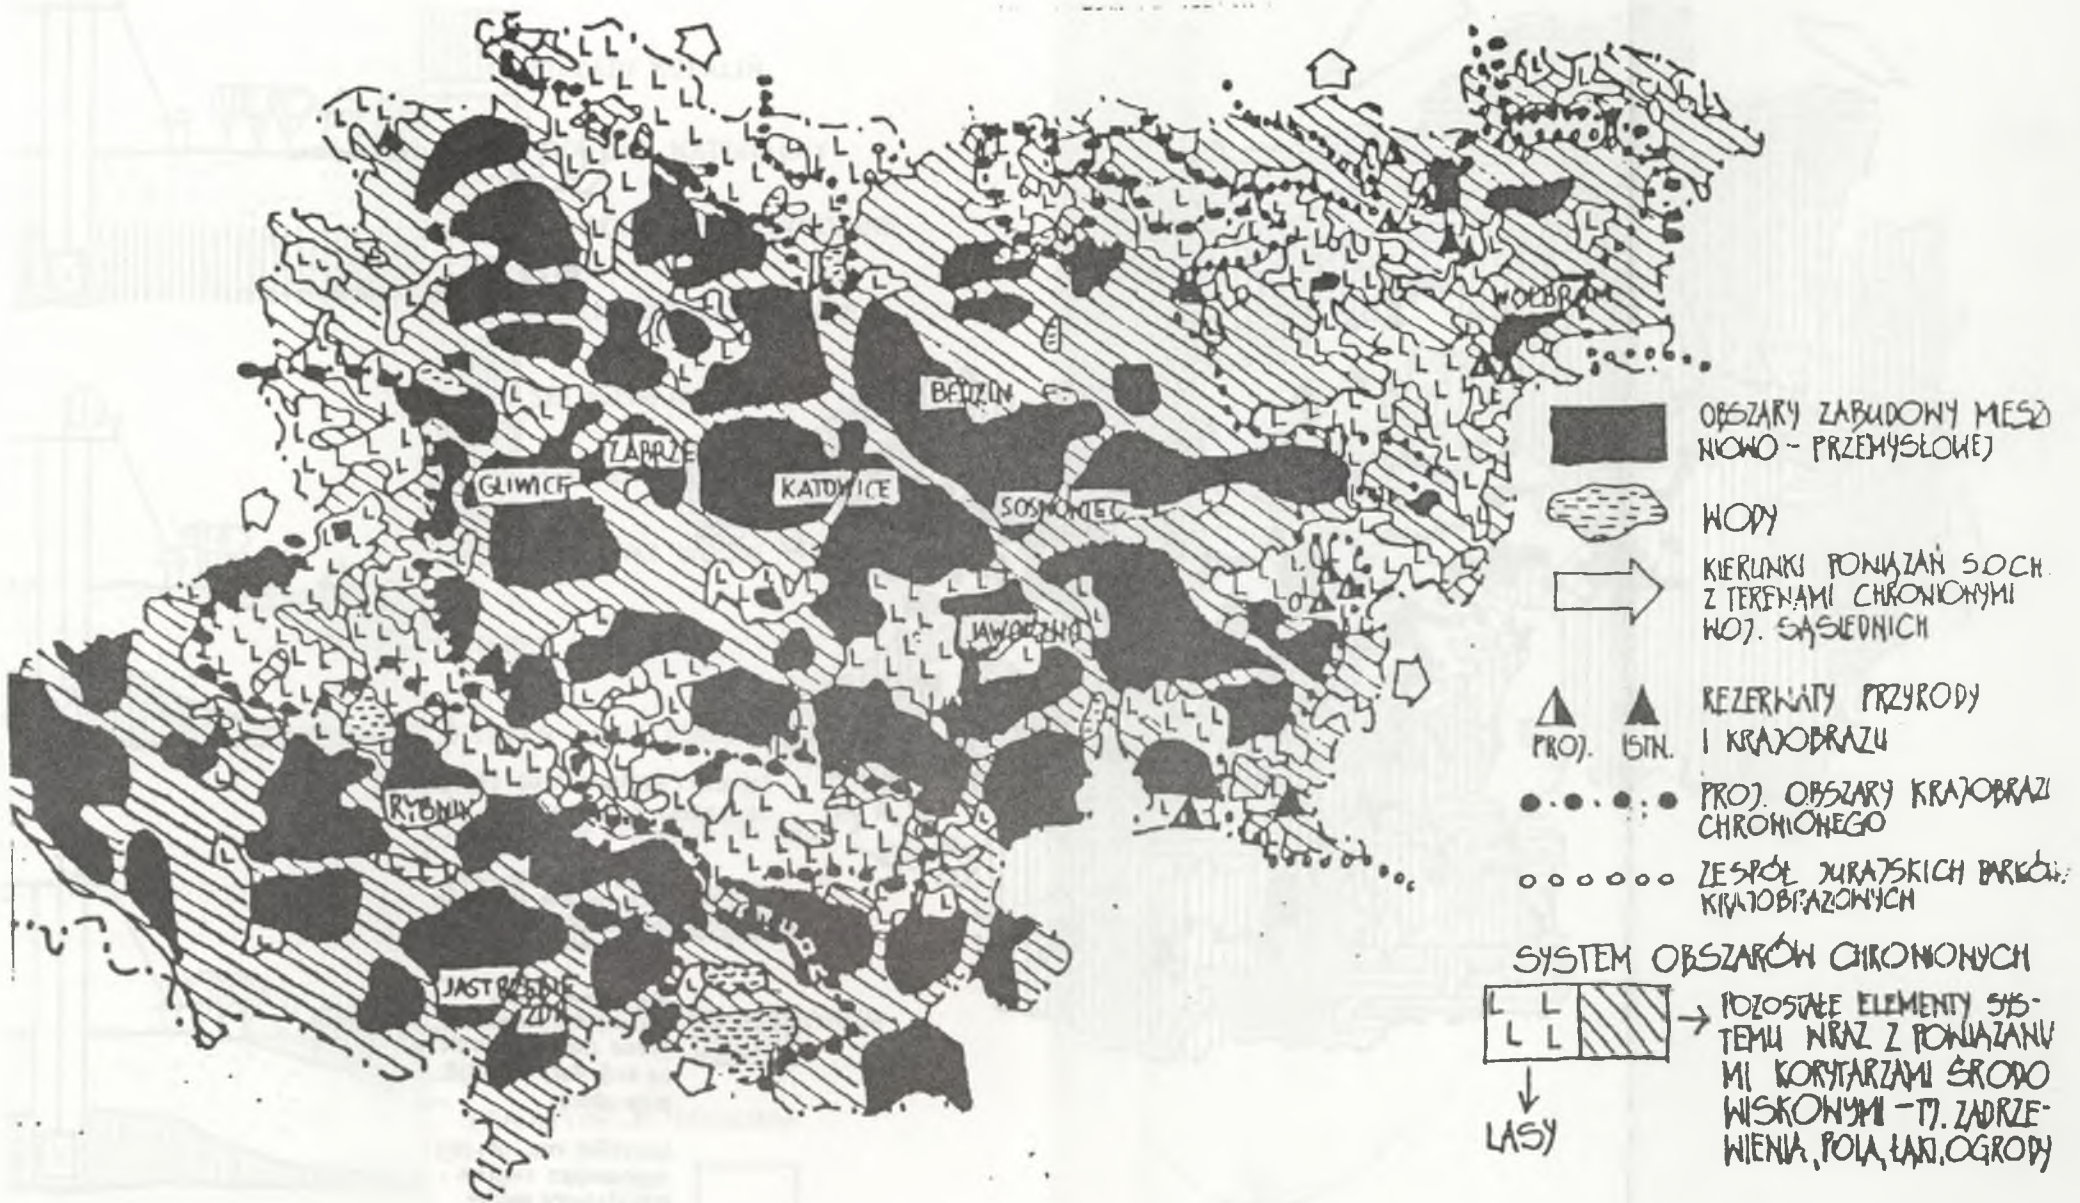 WOLBROM
BĘDZIN
ZABRZE
GLIWICE
KATOWICE
SOSNOWIEC
JAWORZNO
RYBNIK
JASTRZĘBIE
ZDR
OBSZARY ZABUDOWY MIESZ
NIOWO - PRZEMYSŁOWEJ
WODY
KIERUNKI POWIĄZAŃ S.O.CH.
Z TERENAMI CHRONIONYMI
WOJ. SĄSIEDNICH
REZERWATY PRZYRODY
I KRAJOBRAZU
PROJ. ISTN.
PROJ. OBSZARY KRAJOBRAZU
CHRONIONEGO
ZESPÓŁ JURAJSKICH PARKÓW
KRAJOBRAZOWYCH
SYSTEM OBSZARÓW CHRONIONYCH
POZOSTAŁE ELEMENTY SYS-
TEMU WRAZ Z POWIĄZANY
MI KORYTARZAMI ŚRODO
WISKOWYMI - TJ. ZADRZE-
WIENIA, POLA, ŁĄKI, OGRODY
LASY